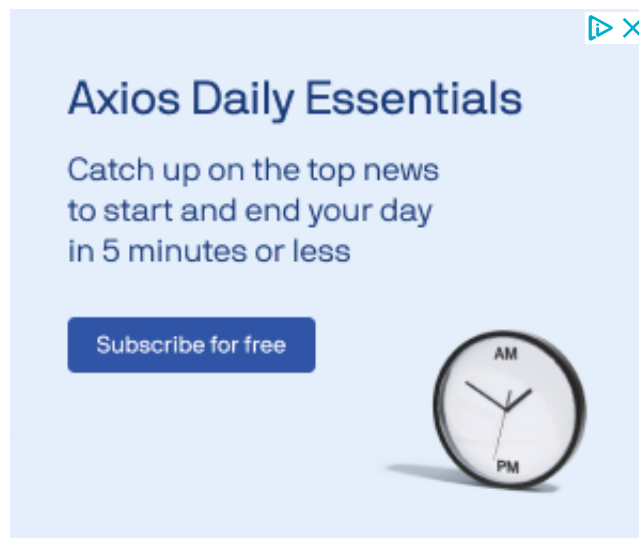 Axios Daily Essentials
Catch up on the top news
to start and end your day
in 5 minutes or less
Subscribe for free
AM
PM